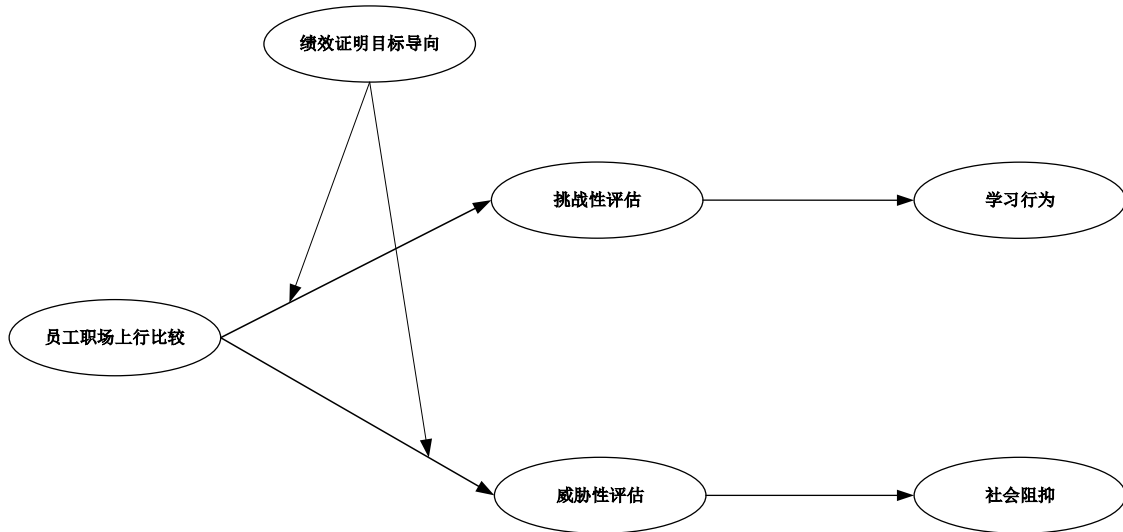 绩效证明目标导向
挑战性评估
学习行为
员工职场上行比较
威胁性评估
社会阻抑